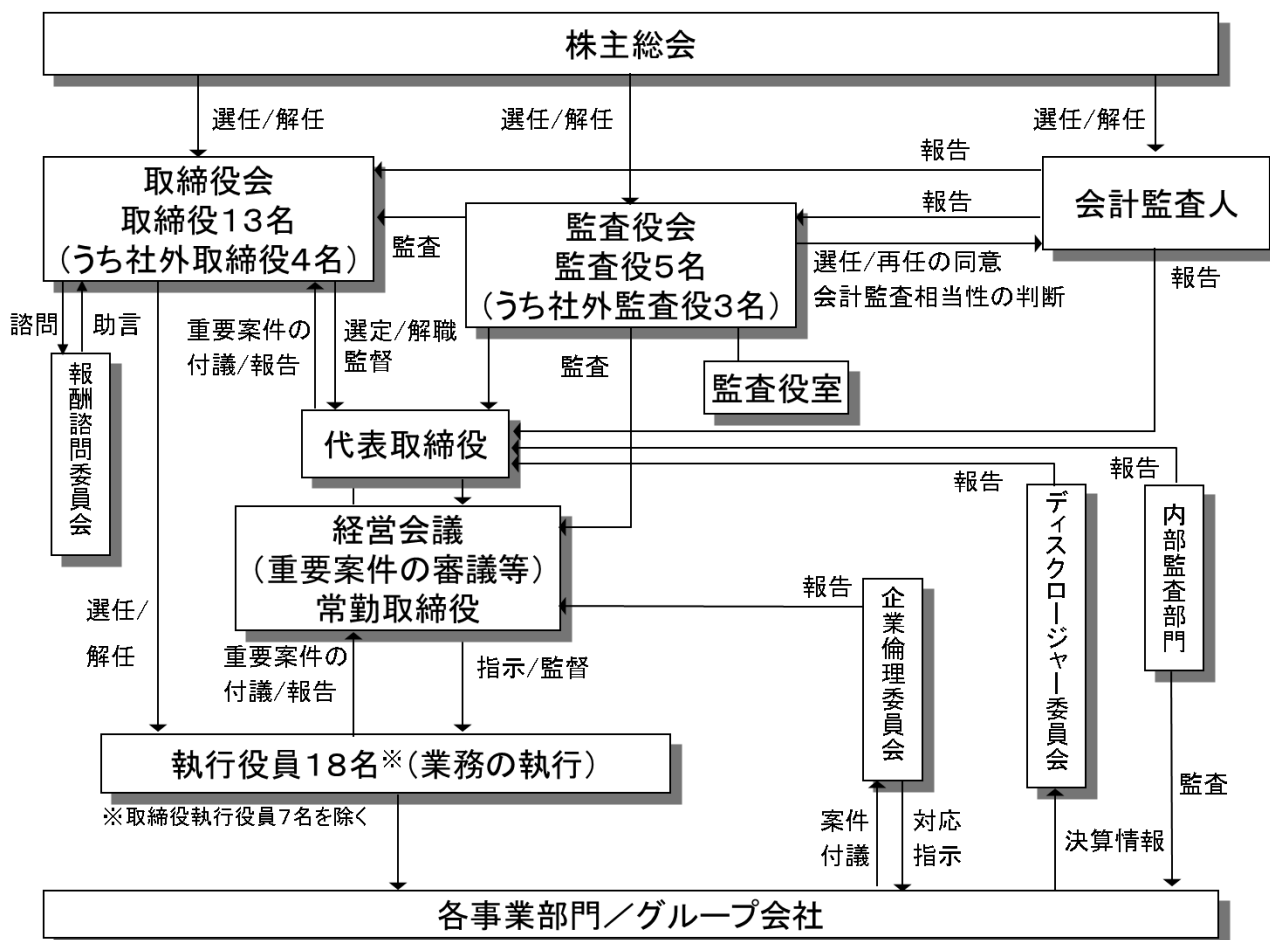 株主総会
選任/解任
選任/解任
選任/解任
報告
取締役会
取締役13名
(うち社外取締役4名)
会計監査人
報告
監査役会
監査役5名
(うち社外監査役3名)
監査
選任/再任の同意
会計監査相当性の判断
報告
諮問
助言
重要案件の
付議/報告
選定/解職
監督
監査
監査役室
報酬諮問委員会
代表取締役
報告
報告
経営会議
(重要案件の審議等)
常勤取締役
ディスクロージャー委員会
内部監査部門
報告
企業倫理委員会
選任/
解任
重要案件の
付議/報告
指示/監督
執行役員18名※(業務の執行)
※取締役執行役員7名を除く
監査
案件
付議
対応
指示
決算情報
各事業部門/グループ会社